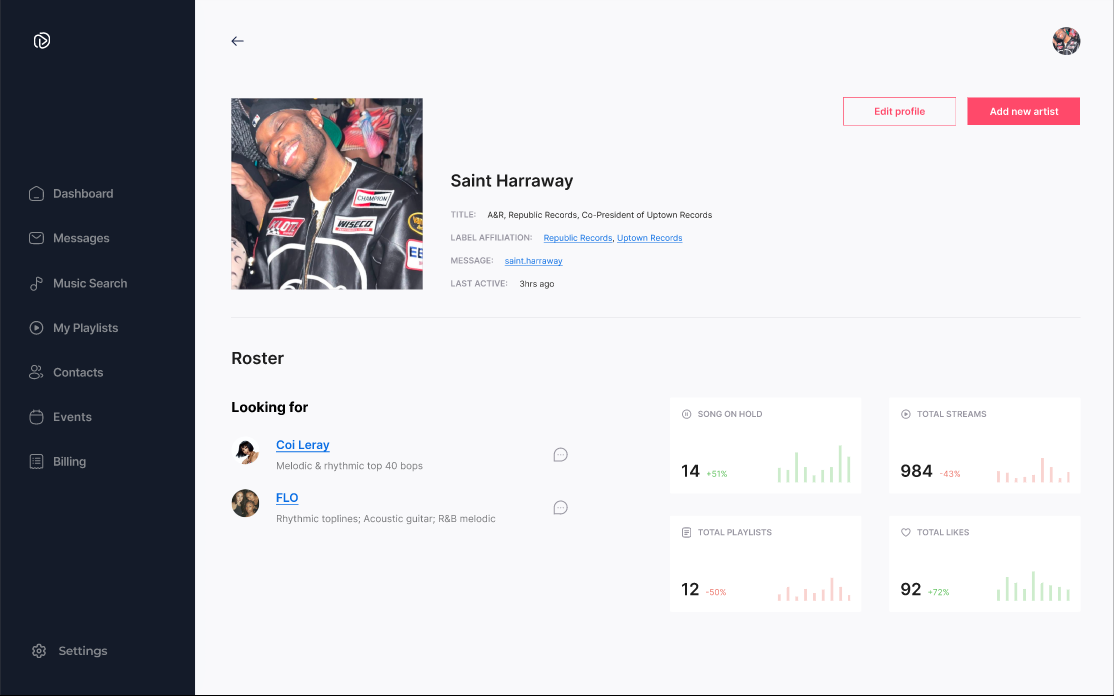 Dashboard
Messages
Music Search
My Playlists
Contacts
Events
Billing
Settings
Edit profile
Add new artist
CHAMPION
WISECO
Saint Harraway
TITLE: A&R, Republic Records, Co-President of Uptown Records
LABEL AFFILIATION: Republic Records, Uptown Records
MESSAGE: saint.harraway
LAST ACTIVE: 3hrs ago
Roster
Looking for
Coi Leray
Melodic & rhythmic top 40 bops
FLO
Rhythmic toplines; Acoustic guitar; R&B melodic
SONG ON HOLD
14 +51%
TOTAL STREAMS
984 -43%
TOTAL PLAYLISTS
12 -50%
TOTAL LIKES
92 +72%